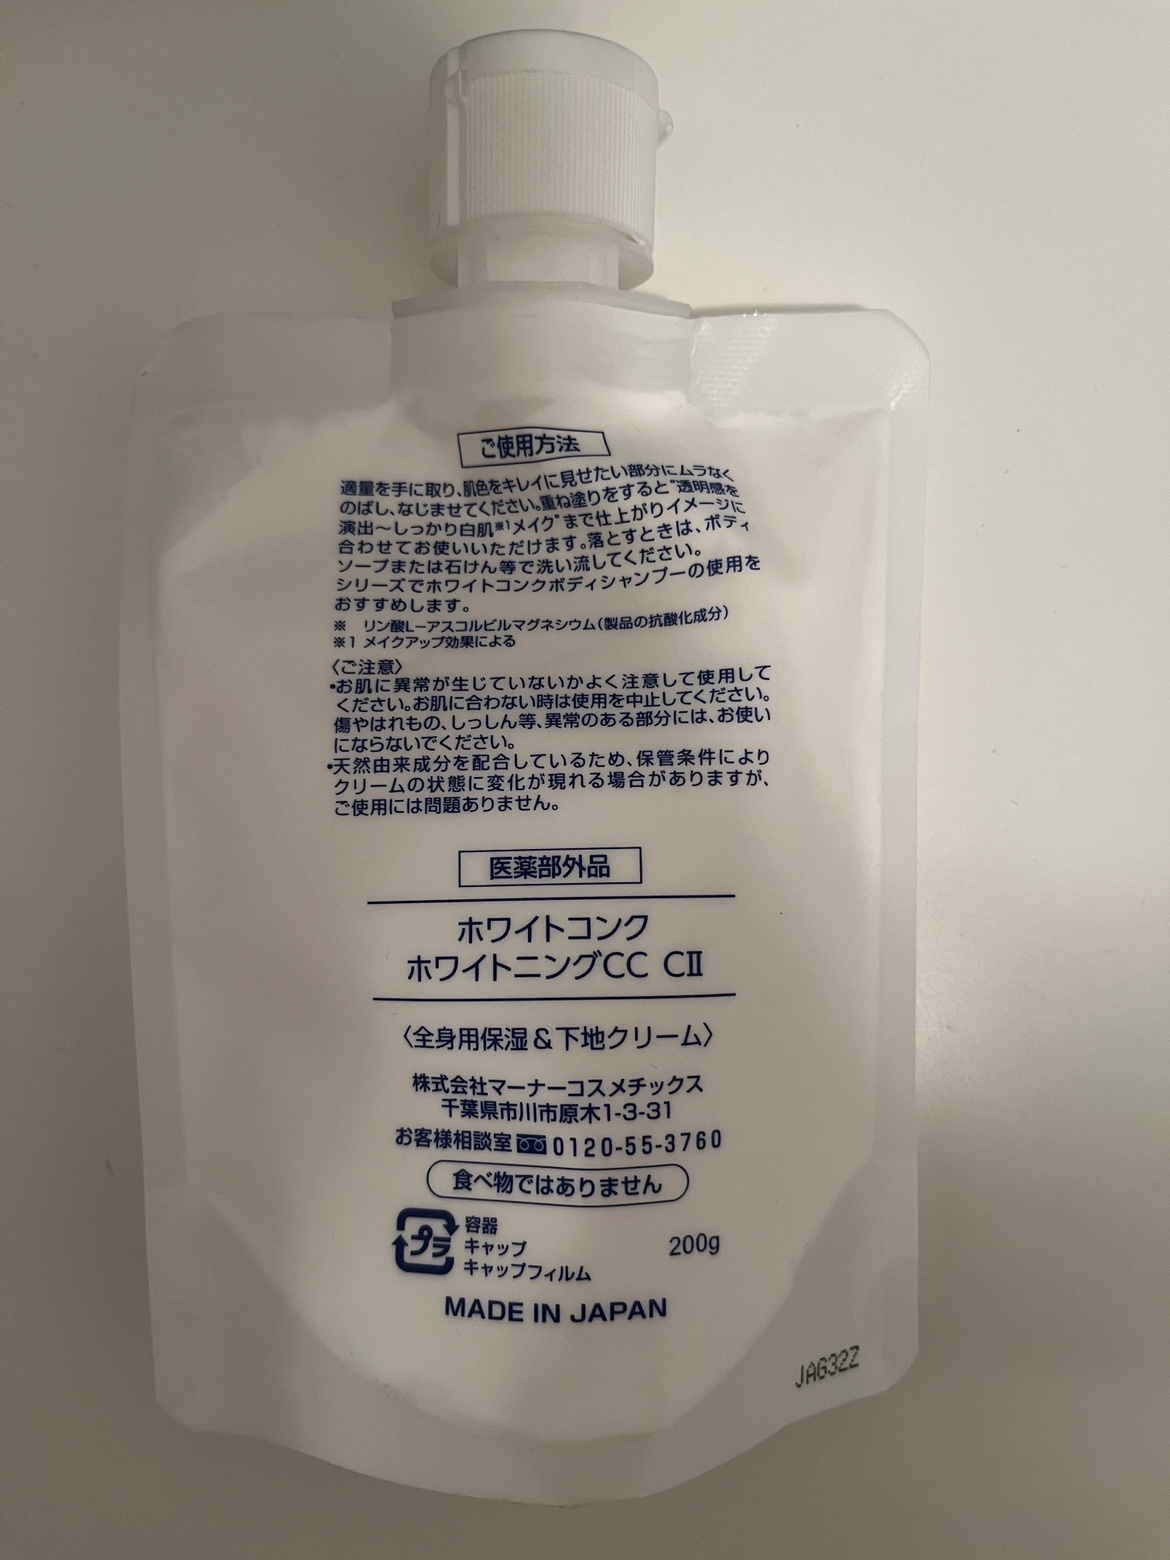 ご使用方法
適量を手に取り、肌色をキレイに見せたい部分にムラなく
のばし、なじませてください。重ね塗りをすると"透明感を
演出～しっかり白肌※1メイク"まで仕上がりイメージに
合わせてお使いいただけます。落とすときは、ボディ
ソープまたは石けん等で洗い流してください。
シリーズでホワイトコンクボディシャンプーの使用を
おすすめします。
※ リン酸L－アスコルビルマグネシウム（製品の抗酸化成分）
※1 メイクアップ効果による
〈ご注意〉
•お肌に異常が生じていないかよく注意して使用して
ください。お肌に合わない時は使用を中止してください。
傷やはれもの、しっしん等、異常のある部分には、お使い
にならないでください。
•天然由来成分を配合しているため、保管条件により
クリームの状態に変化が現れる場合がありますが、
ご使用には問題ありません。
医薬部外品
ホワイトコンク
ホワイトニングCC CⅡ
〈全身用保湿＆下地クリーム〉
株式会社マーナーコスメチックス
千葉県市川市原木1-3-31
お客様相談室 0120-55-3760
食べ物ではありません
プラ 容器
キャップ
キャップフィルム
200g
MADE IN JAPAN
JAG32Z